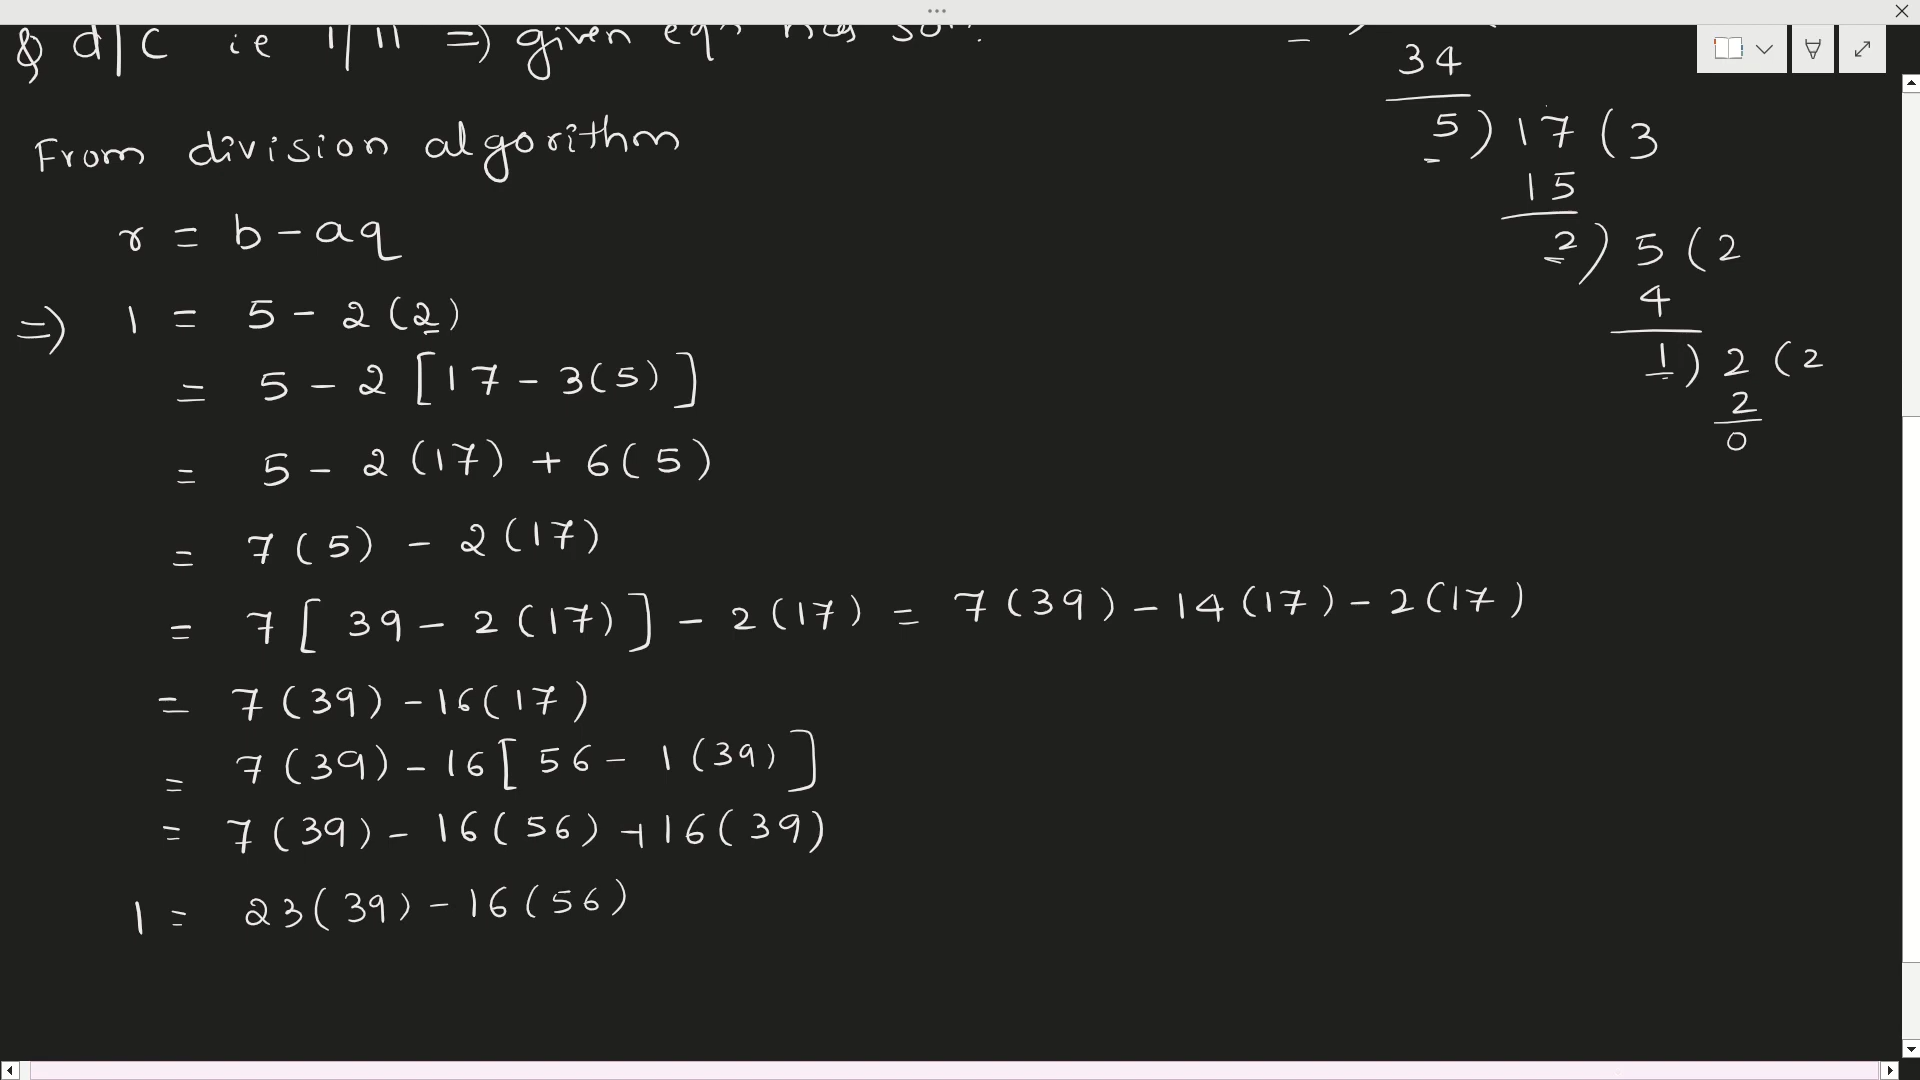 & d|c ie 1|11 => given eqn has sol
From division algorithm
r = b - aq
=> 1 = 5 - 2(2)
= 5 - 2[17 - 3(5)]
= 5 - 2(17) + 6(5)
= 7(5) - 2(17)
= 7[39 - 2(17)] - 2(17) = 7(39) - 14(17) - 2(17)
= 7(39) - 16(17)
= 7(39) - 16[56 - 1(39)]
= 7(39) - 16(56) + 16(39)
1 = 23(39) - 16(56)
34
5) 17 (3
15
2) 5 (2
4
1) 2 (2
2
0